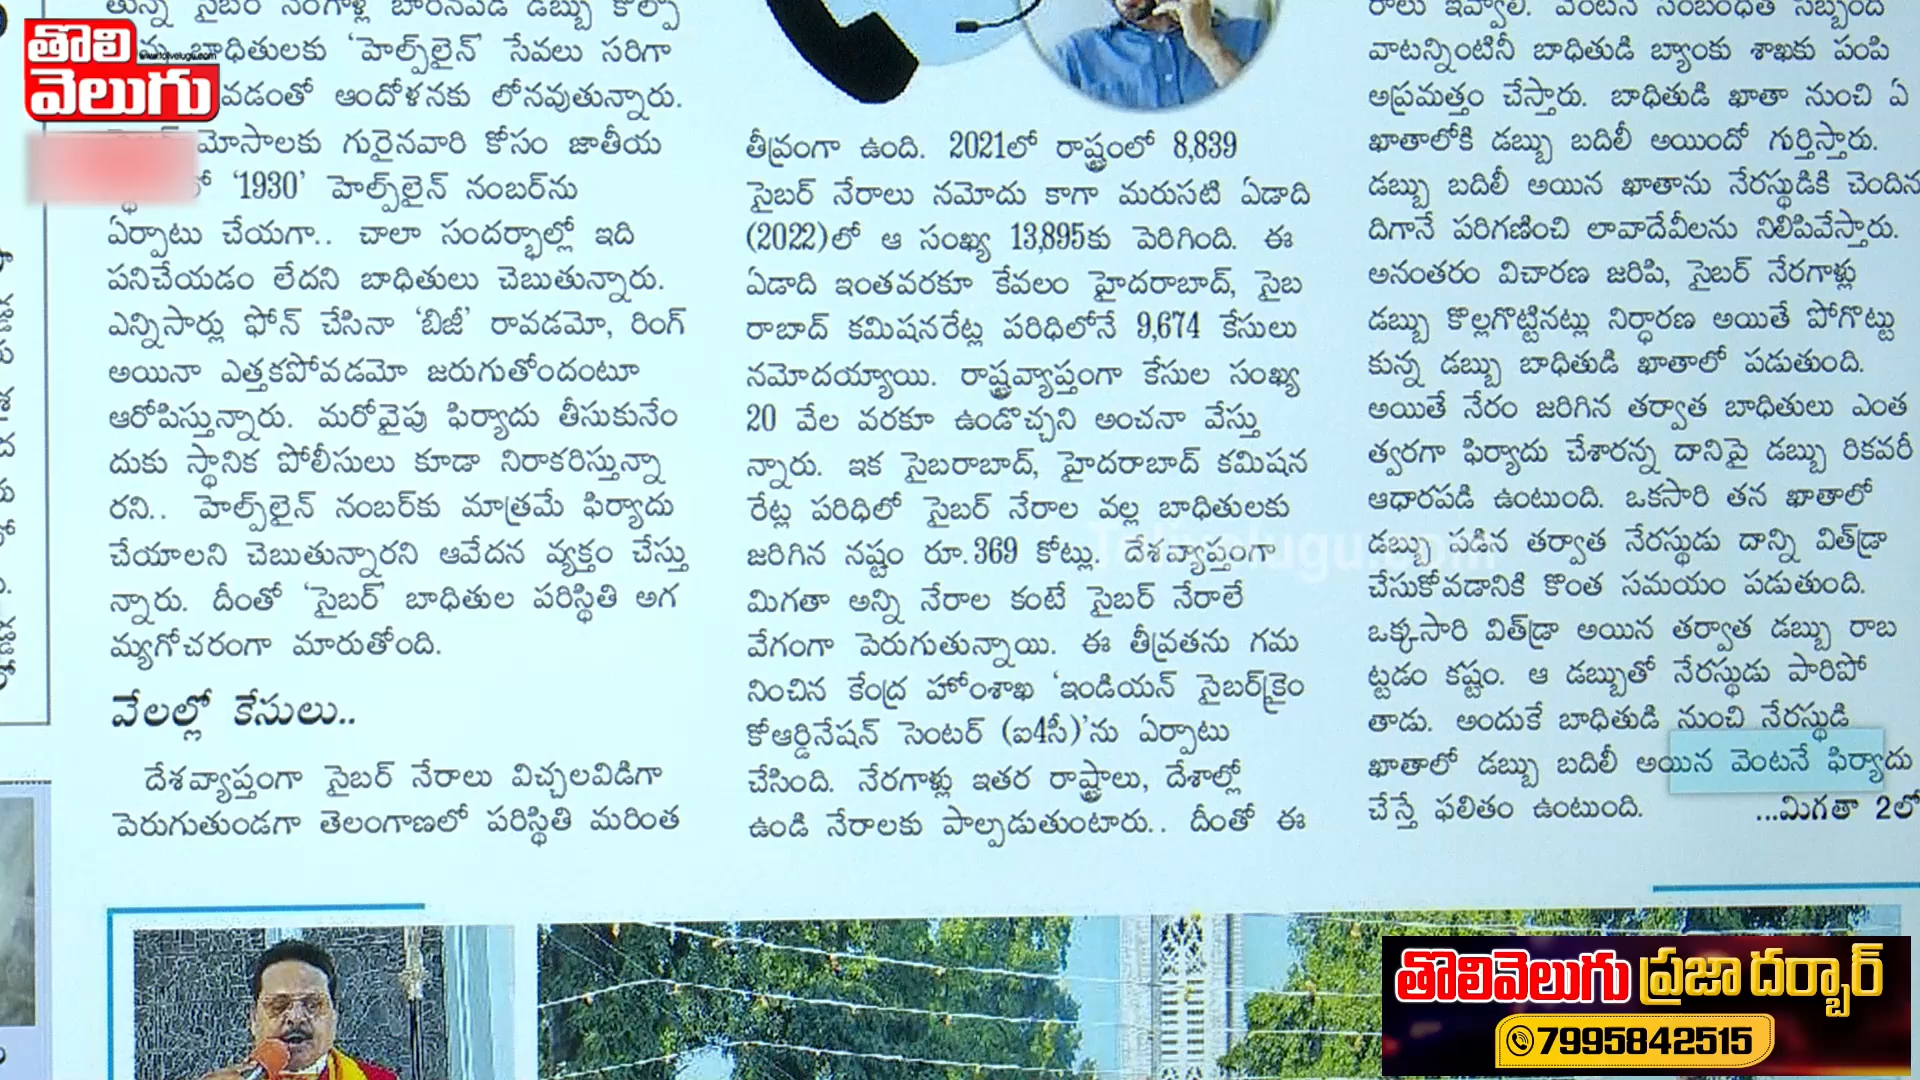 తొలి
వెలుగు
www.tolivelugu.com
బాధితులకు ‘హెల్ప్‌లైన్’ సేవలు సరిగా
వడంతో ఆందోళనకు లోనవుతున్నారు.
మోసాలకు గురైనవారి కోసం జాతీయ
‘1930’ హెల్ప్‌లైన్ నంబర్‌ను
ఏర్పాటు చేయగా.. చాలా సందర్భాల్లో ఇది
పనిచేయడం లేదని బాధితులు చెబుతున్నారు.
ఎన్నిసార్లు ఫోన్ చేసినా ‘బిజీ’ రావడమో, రింగ్
అయినా ఎత్తకపోవడమో జరుగుతోందంటూ
ఆరోపిస్తున్నారు. మరోవైపు ఫిర్యాదు తీసుకునేం
దుకు స్థానిక పోలీసులు కూడా నిరాకరిస్తున్నా
రని.. హెల్ప్‌లైన్ నంబర్‌కు మాత్రమే ఫిర్యాదు
చేయాలని చెబుతున్నారని ఆవేదన వ్యక్తం చేస్తు
న్నారు. దీంతో ‘సైబర్’ బాధితుల పరిస్థితి అగ
మ్యగోచరంగా మారుతోంది.
వేలల్లో కేసులు..
దేశవ్యాప్తంగా సైబర్ నేరాలు విచ్చలవిడిగా
పెరుగుతుండగా తెలంగాణలో పరిస్థితి మరింత
తీవ్రంగా ఉంది. 2021లో రాష్ట్రంలో 8,839
సైబర్ నేరాలు నమోదు కాగా మరుసటి ఏడాది
(2022)లో ఆ సంఖ్య 13,895కు పెరిగింది. ఈ
ఏడాది ఇంతవరకూ కేవలం హైదరాబాద్, సైబ
రాబాద్ కమిషనరేట్ల పరిధిలోనే 9,674 కేసులు
నమోదయ్యాయి. రాష్ట్రవ్యాప్తంగా కేసుల సంఖ్య
20 వేల వరకూ ఉండొచ్చని అంచనా వేస్తు
న్నారు. ఇక సైబరాబాద్, హైదరాబాద్ కమిషన
రేట్ల పరిధిలో సైబర్ నేరాల వల్ల బాధితులకు
జరిగిన నష్టం రూ.369 కోట్లు. దేశవ్యాప్తంగా
మిగతా అన్ని నేరాల కంటే సైబర్ నేరాలే
వేగంగా పెరుగుతున్నాయి. ఈ తీవ్రతను గమ
నించిన కేంద్ర హోంశాఖ ‘ఇండియన్ సైబర్‌క్రైం
కోఆర్డినేషన్ సెంటర్ (ఐ4సీ)’ను ఏర్పాటు
చేసింది. నేరగాళ్లు ఇతర రాష్ట్రాలు, దేశాల్లో
ఉండి నేరాలకు పాల్పడుతుంటారు.. దీంతో ఈ
వాటన్నింటినీ బాధితుడి బ్యాంకు శాఖకు పంపి
అప్రమత్తం చేస్తారు. బాధితుడి ఖాతా నుంచి ఏ
ఖాతాలోకి డబ్బు బదిలీ అయిందో గుర్తిస్తారు.
డబ్బు బదిలీ అయిన ఖాతాను నేరస్థుడికి చెందిన
దిగానే పరిగణించి లావాదేవీలను నిలిపివేస్తారు.
అనంతరం విచారణ జరిపి, సైబర్ నేరగాళ్లు
డబ్బు కొల్లగొట్టినట్లు నిర్ధారణ అయితే పోగొట్టు
కున్న డబ్బు బాధితుడి ఖాతాలో పడుతుంది.
అయితే నేరం జరిగిన తర్వాత బాధితులు ఎంత
త్వరగా ఫిర్యాదు చేశారన్న దానిపై డబ్బు రికవరీ
ఆధారపడి ఉంటుంది. ఒకసారి తన ఖాతాలో
డబ్బు పడిన తర్వాత నేరస్థుడు దాన్ని విత్‌డ్రా
చేసుకోవడానికి కొంత సమయం పడుతుంది.
ఒక్కసారి విత్‌డ్రా అయిన తర్వాత డబ్బు రాబ
ట్టడం కష్టం. ఆ డబ్బుతో నేరస్థుడు పారిపో
తాడు. అందుకే బాధితుడి నుంచి నేరస్థుడి
ఖాతాలో డబ్బు బదిలీ అయిన వెంటనే ఫిర్యాదు
చేస్తే ఫలితం ఉంటుంది.
...మిగతా 2లో
Tolivelugu.com
తొలివెలుగు ప్రజా దర్బార్
7995842515